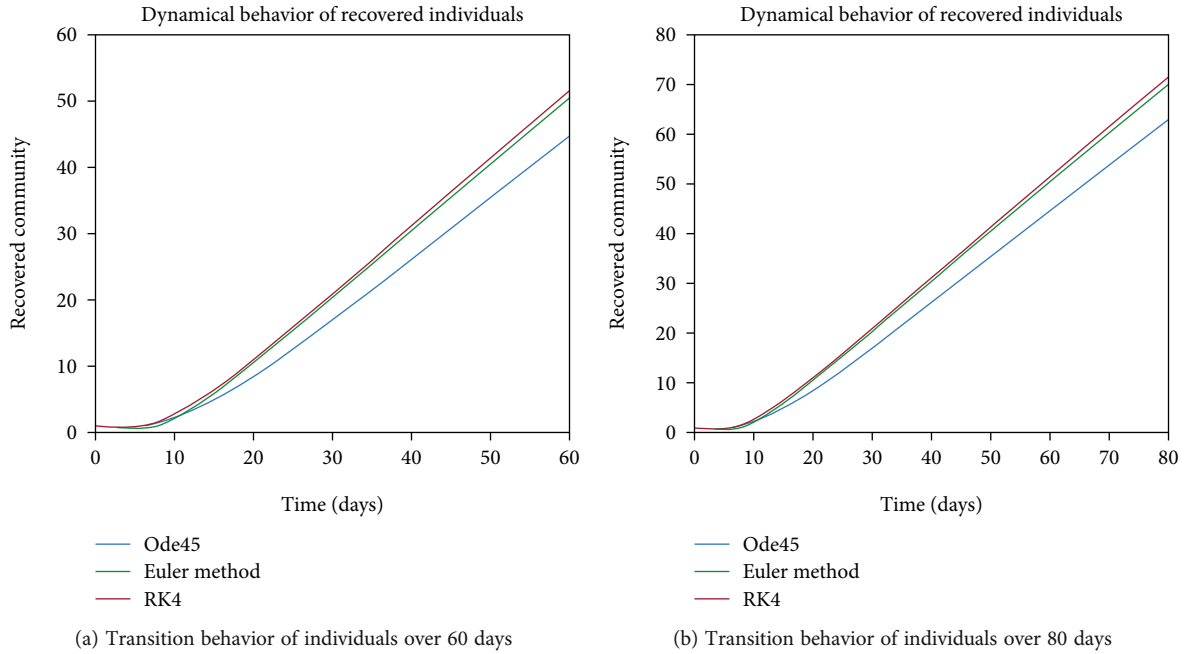 Dynamical behavior of recovered individuals
60
50
40
30
20
10
0
Recovered community
0 10 20 30 40 50 60
Time (days)
Ode45
Euler method
RK4
(a) Transition behavior of individuals over 60 days
Dynamical behavior of recovered individuals
80
70
60
50
40
30
20
10
0
Recovered community
0 10 20 30 40 50 60 70 80
Time (days)
Ode45
Euler method
RK4
(b) Transition behavior of individuals over 80 days